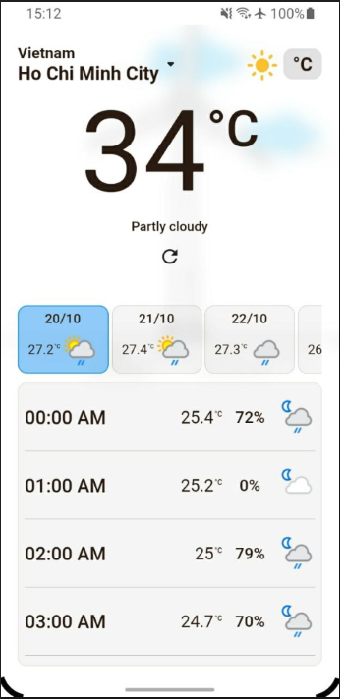 15:12 100%
Vietnam
Ho Chi Minh City
°C
34°C
Partly cloudy
20/10 21/10 22/10
27.2°C 27.4°C 27.3°C 26
00:00 AM 25.4°C 72%
01:00 AM 25.2°C 0%
02:00 AM 25°C 79%
03:00 AM 24.7°C 70%